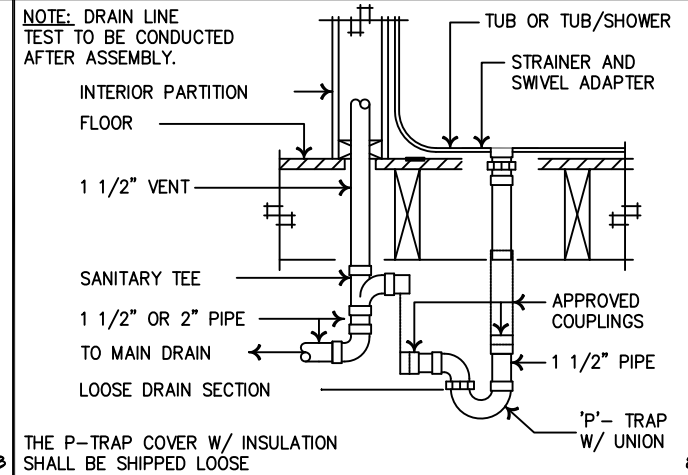 NOTE: DRAIN LINE
TEST TO BE CONDUCTED
AFTER ASSEMBLY.
TUB OR TUB/SHOWER
STRAINER AND
SWIVEL ADAPTER
INTERIOR PARTITION
FLOOR
1 1/2" VENT
SANITARY TEE
1 1/2" OR 2" PIPE
TO MAIN DRAIN
LOOSE DRAIN SECTION
APPROVED
COUPLINGS
1 1/2" PIPE
'P'- TRAP
W/ UNION
THE P-TRAP COVER W/ INSULATION
SHALL BE SHIPPED LOOSE